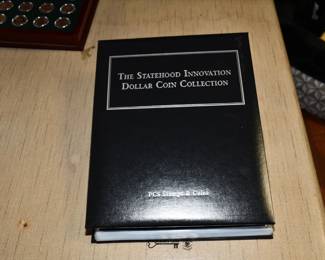 The Statehood Innovation
Dollar Coin Collection
PCS Stamps & Coins